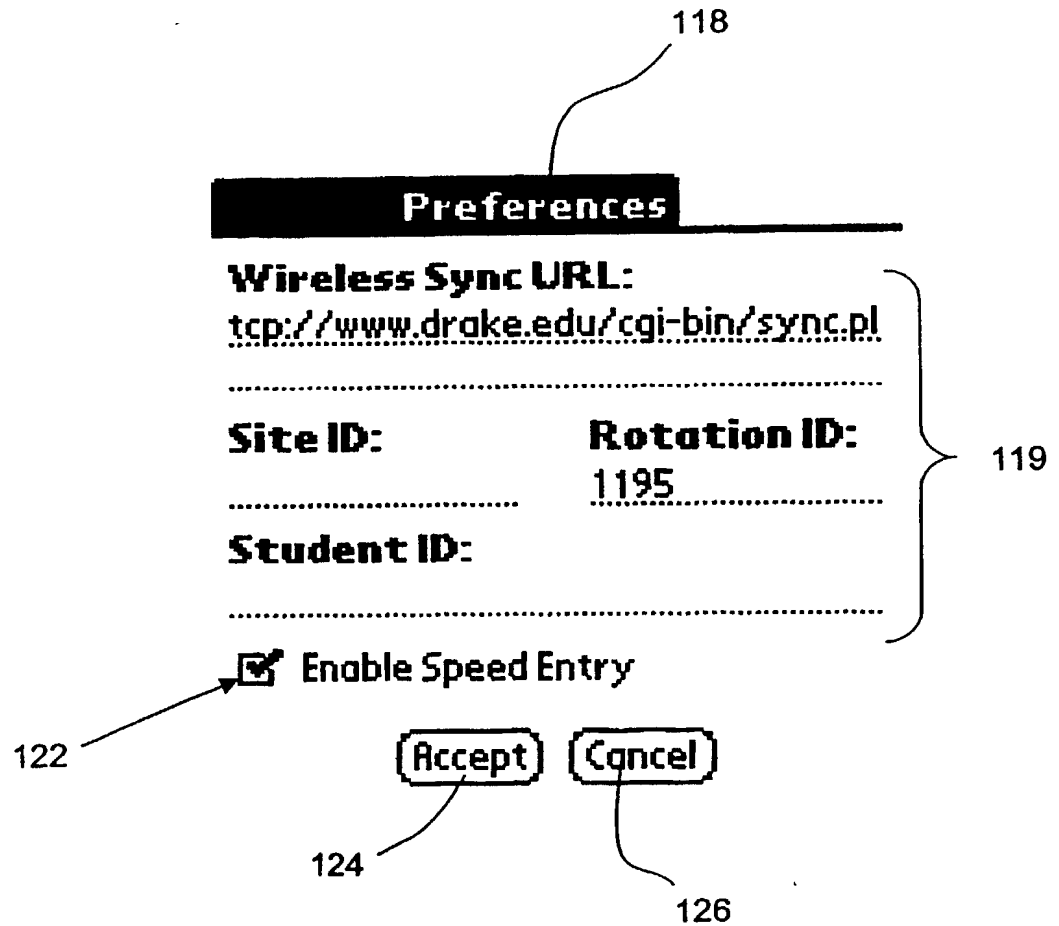 118
Preferences
Wireless Sync URL:
tcp://www.drake.edu/cgi-bin/sync.pl
Site ID: Rotation ID:
1195
119
Student ID:
Enable Speed Entry
122
Accept Cancel
124
126